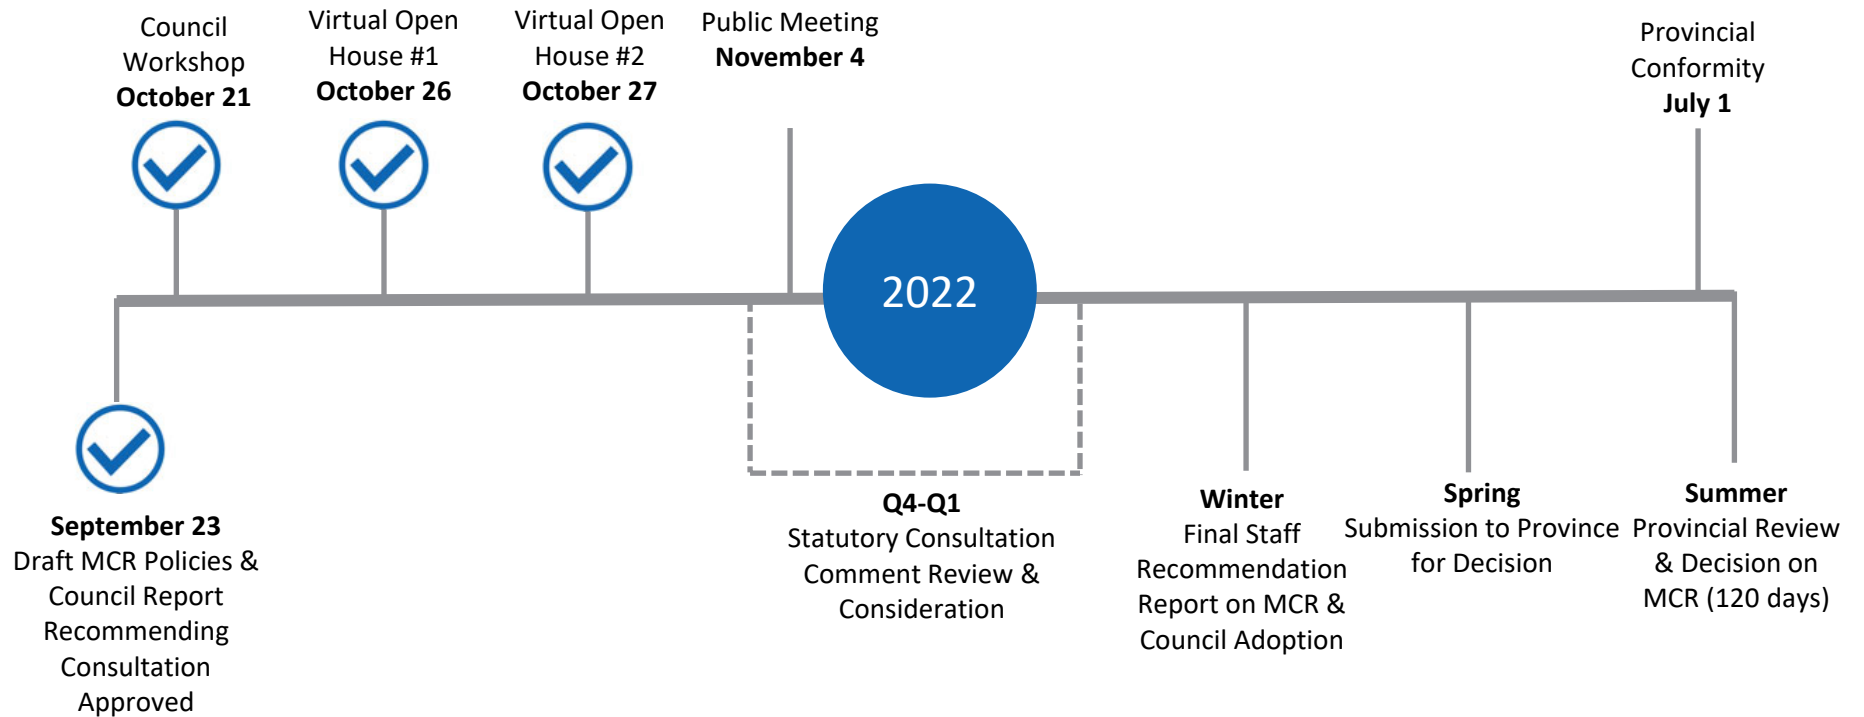 Council
Workshop
October 21
Virtual Open
House #1
October 26
Virtual Open
House #2
October 27
Public Meeting
November 4
Provincial
Conformity
July 1
2022
September 23
Draft MCR Policies &
Council Report
Recommending
Consultation
Approved
Q4-Q1
Statutory Consultation
Comment Review &
Consideration
Winter
Final Staff
Recommendation
Report on MCR &
Council Adoption
Spring
Submission to Province
for Decision
Summer
Provincial Review
& Decision on
MCR (120 days)